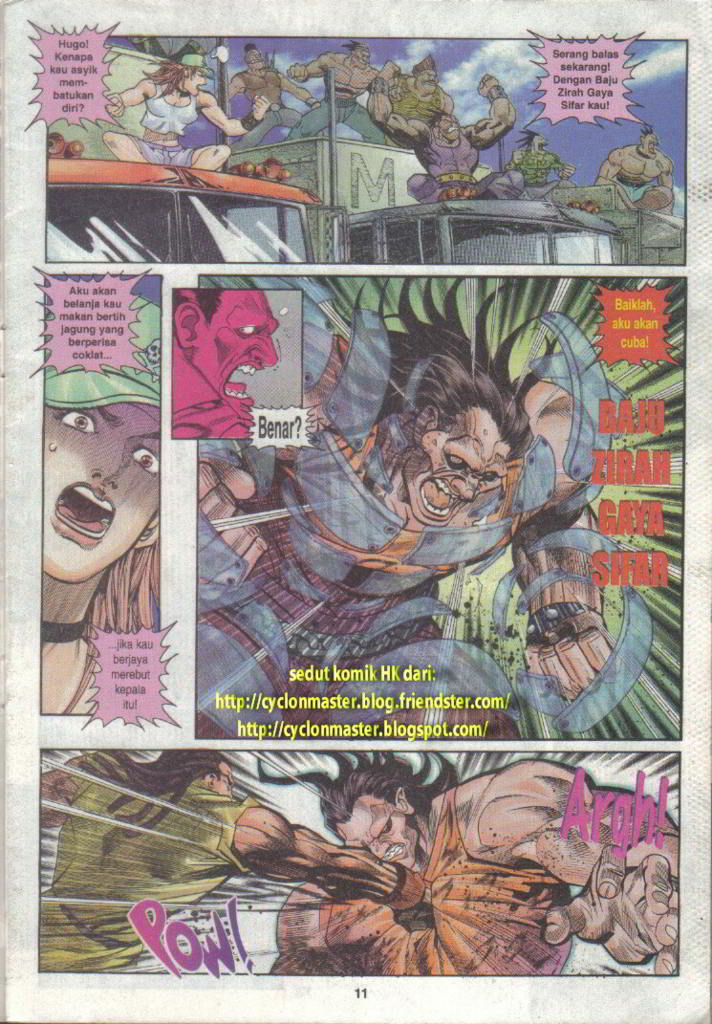 Hugo!
Kenapa
kau asyik
mem-
batukan
diri?
Serang balas
sekarang!
Dengan Baju
Zirah Gaya
Sifar kau!
M
Aku akan
belanja kau
makan bertih
jagung yang
berperisa
coklat...
Benar?
Baiklah,
aku akan
cuba!
BAJU
ZIRAH
GAYA
SIFAR
...jika kau
berjaya
merebut
kepala
itu!
sedut komik HK dari:
http://cyclonmaster.blog.friendster.com/
http://cyclonmaster.blogspot.com/
Argh!
POW!
11